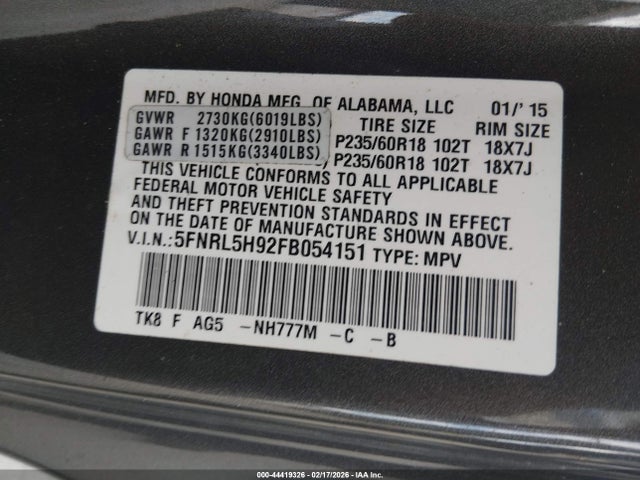 MFD. BY HONDA MFG. OF ALABAMA, LLC 01/' 15
GVWR 2730KG(6019LBS) TIRE SIZE RIM SIZE
GAWR F 1320KG(2910LBS) P235/60R18 102T 18X7J
GAWR R 1515KG(3340LBS) P235/60R18 102T 18X7J
THIS VEHICLE CONFORMS TO ALL APPLICABLE
FEDERAL MOTOR VEHICLE SAFETY
AND THEFT PREVENTION STANDARDS IN EFFECT
ON THE DATE OF MANUFACTURE SHOWN ABOVE.
V.I.N.:5FNRL5H92FB054151 TYPE: MPV
TK8 F AG5 -NH777M -C -B
000-44419326 - 02/17/2026 - IAA Inc.